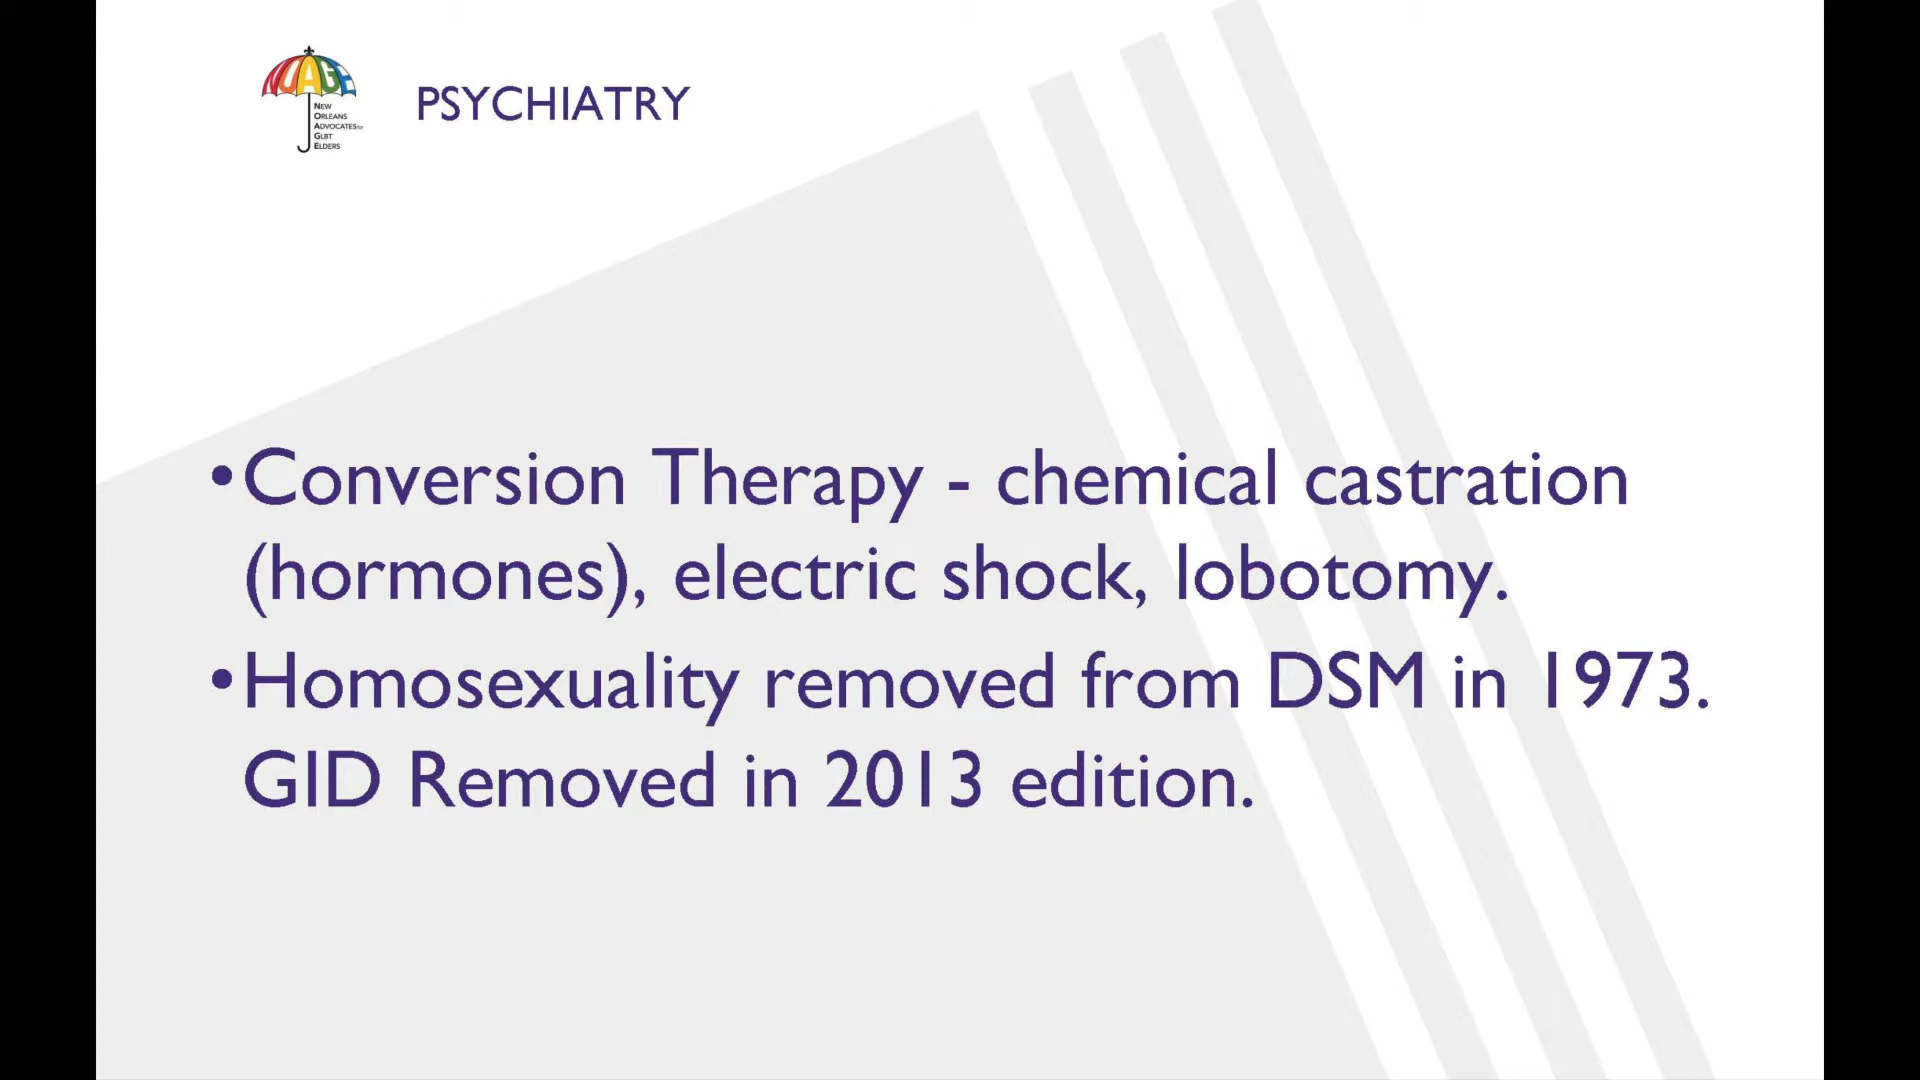 NOAGE
NEW
ORLEANS
ADVOCATES for
GLBT
ELDERS
PSYCHIATRY
•Conversion Therapy - chemical castration
(hormones), electric shock, lobotomy.
•Homosexuality removed from DSM in 1973.
GID Removed in 2013 edition.